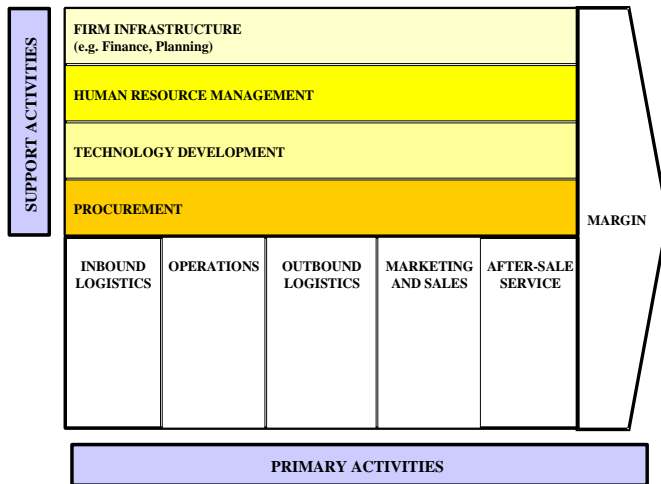 SUPPORT ACTIVITIES
FIRM INFRASTRUCTURE
(e.g. Finance, Planning)
HUMAN RESOURCE MANAGEMENT
TECHNOLOGY DEVELOPMENT
PROCUREMENT
MARGIN
INBOUND
LOGISTICS
OPERATIONS
OUTBOUND
LOGISTICS
MARKETING
AND SALES
AFTER-SALE
SERVICE
PRIMARY ACTIVITIES